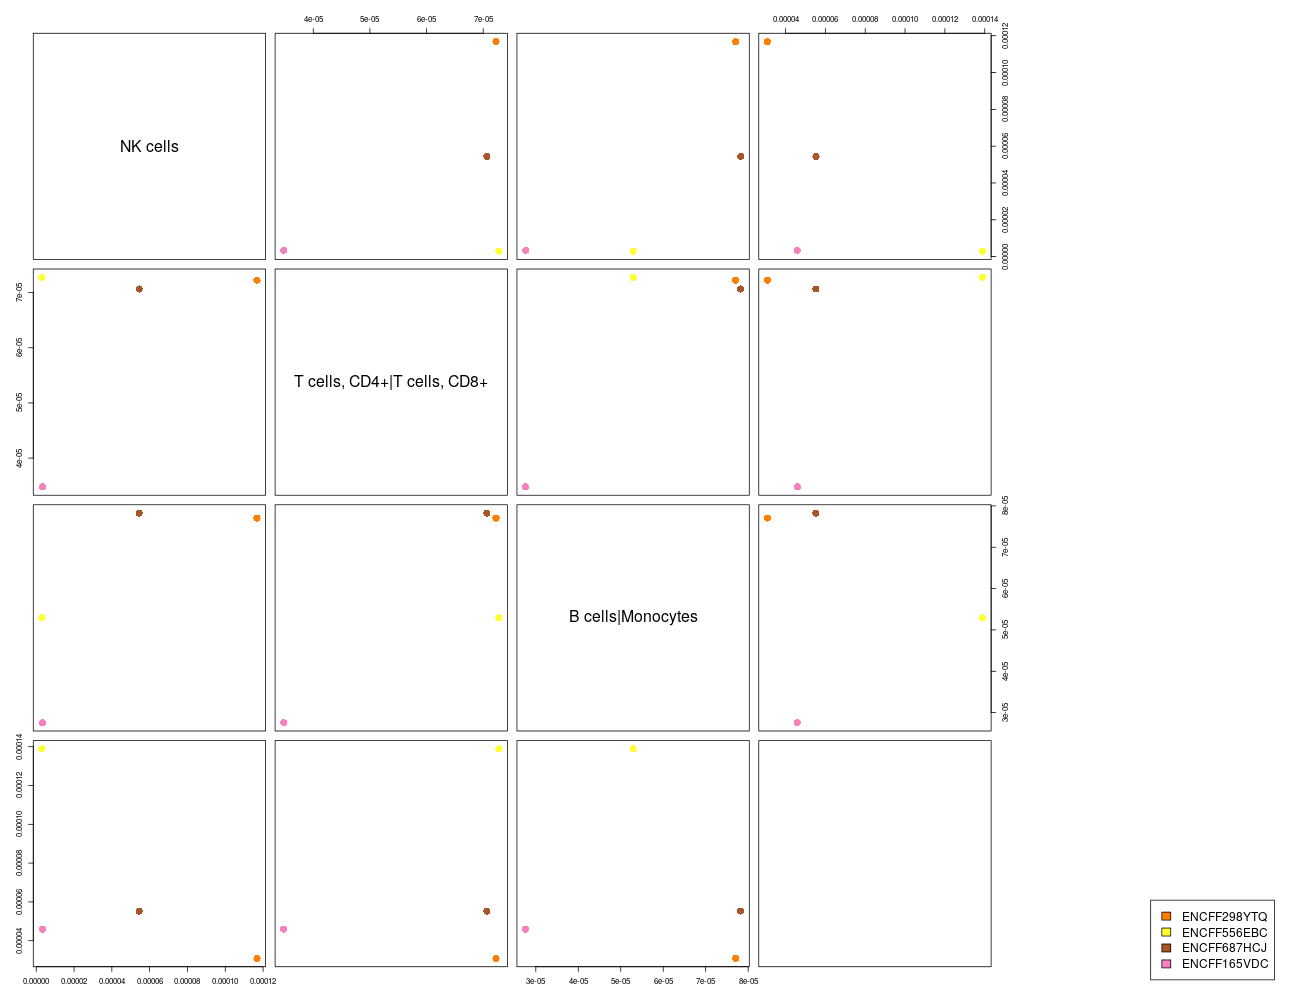 4e-05 5e-05 6e-05 7e-05
0.00004 0.00006 0.00008 0.00010 0.00012 0.00014
NK cells
0.00000 0.00002 0.00004 0.00006 0.00008 0.00010 0.00012
4e-05 5e-05 6e-05 7e-05
T cells, CD4+|T cells, CD8+
B cells|Monocytes
3e-05 4e-05 5e-05 6e-05 7e-05 8e-05
0.00004 0.00006 0.00008 0.00010 0.00012 0.00014
0.00000 0.00002 0.00004 0.00006 0.00008 0.00010 0.00012
3e-05 4e-05 5e-05 6e-05 7e-05 8e-05
ENCFF298YTQ
ENCFF556EBC
ENCFF687HCJ
ENCFF165VDC